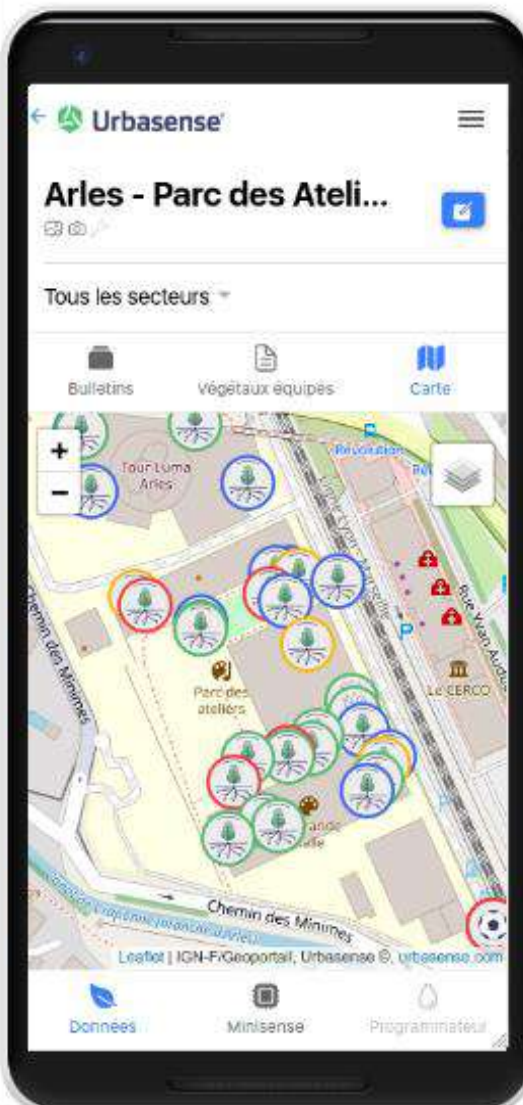 ← Urbasense®
Arles - Parc des Ateli...
Tous les secteurs
Bulletins
Végétaux équipés
Carte
+
−
Tour Luma
Arles
Révolution
Chemin des Minimes
P
Parc des
ateliers
Le CERCO
Chemin des Minimes
Leaflet | IGN-F/Geoportail, Urbasense ©, urbasense.com
Données
Minisense
Programmateur